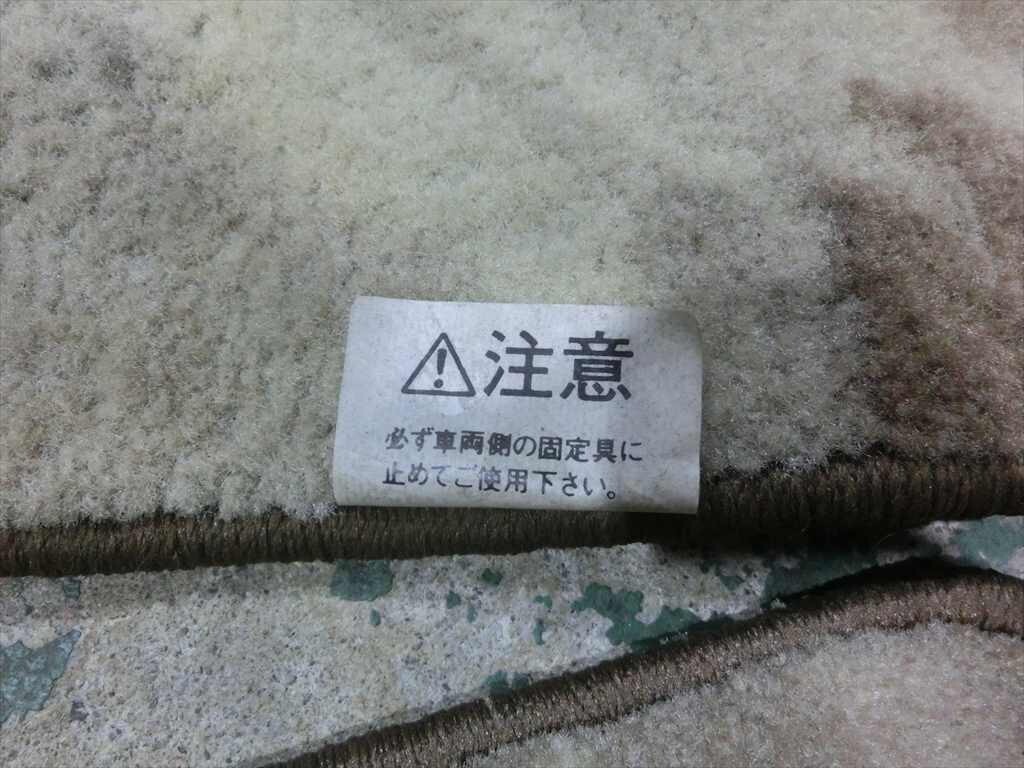 ⚠注意
必ず車両側の固定具に
止めてご使用下さい。